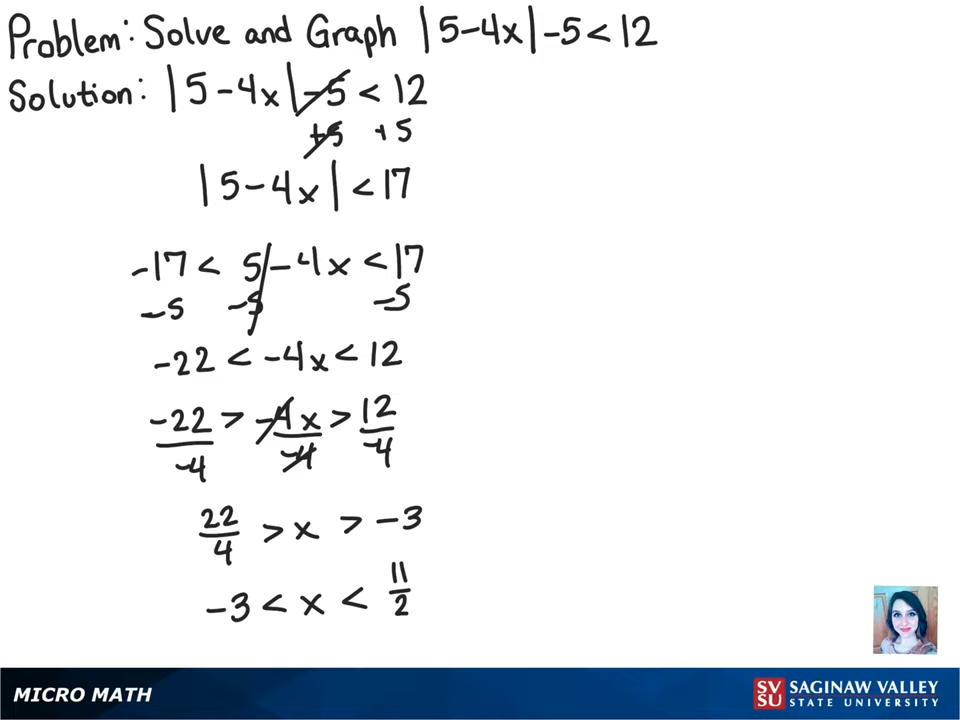 Problem: Solve and Graph |5-4x|-5<12
Solution: |5-4x|-5<12
+5 +5
|5-4x|<17
-17<5-4x<17
-5 -5 -5
-22<-4x<12
-22/-4 > -4x/-4 > 12/-4
22/4 > x > -3
-3 < x < 11/2
MICRO MATH
SV SU SAGINAW VALLEY
STATE UNIVERSITY